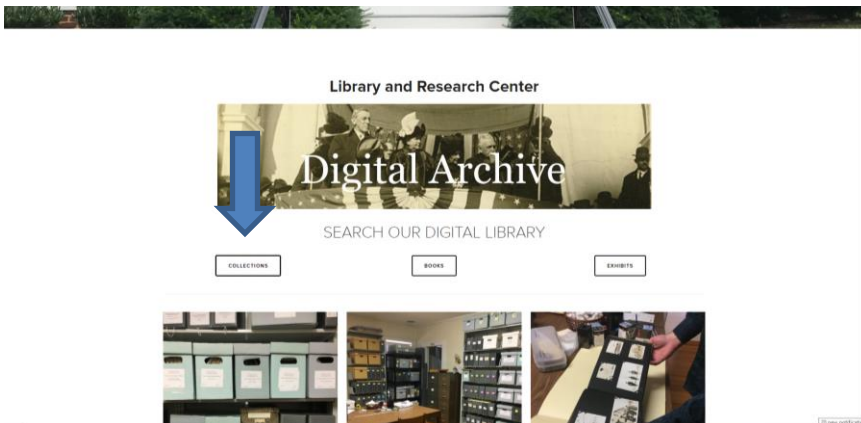 Library and Research Center
Digital Archive
SEARCH OUR DIGITAL LIBRARY
COLLECTIONS
BOOKS
EXHIBITS